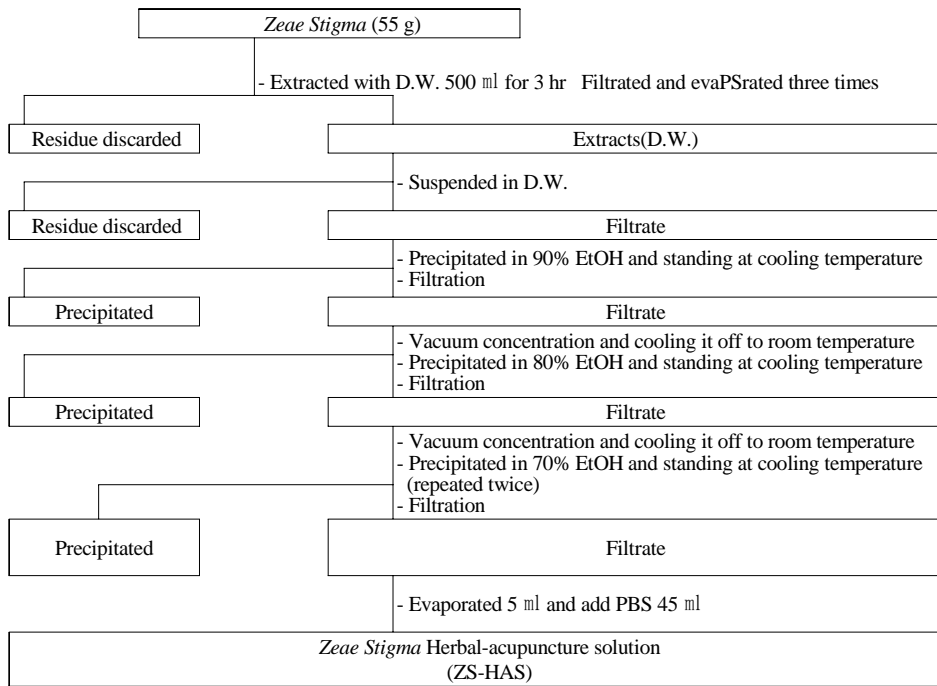 Zeae Stigma (55 g)
- Extracted with D.W. 500 ㎖ for 3 hr Filtrated and evaPSrated three times
Residue discarded
Extracts(D.W.)
- Suspended in D.W.
Residue discarded
Filtrate
- Precipitated in 90% EtOH and standing at cooling temperature
- Filtration
Precipitated
Filtrate
- Vacuum concentration and cooling it off to room temperature
- Precipitated in 80% EtOH and standing at cooling temperature
- Filtration
Precipitated
Filtrate
- Vacuum concentration and cooling it off to room temperature
- Precipitated in 70% EtOH and standing at cooling temperature
(repeated twice)
- Filtration
Precipitated
Filtrate
- Evaporated 5 ㎖ and add PBS 45 ㎖
Zeae Stigma Herbal-acupuncture solution
(ZS-HAS)